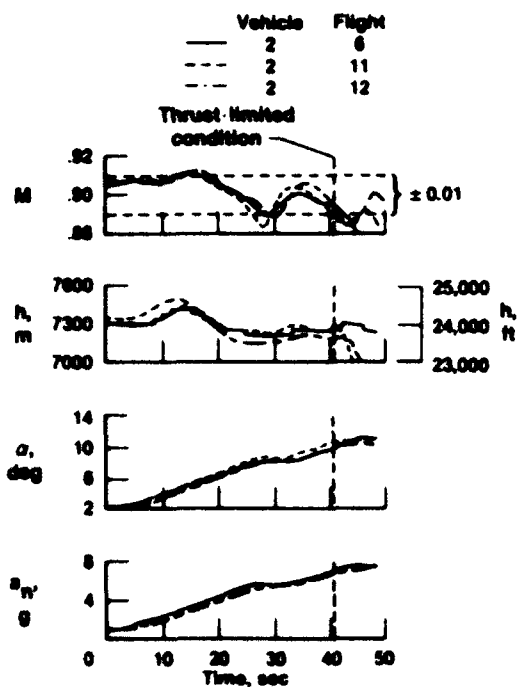 Vehicle Flight
2 6
2 11
2 12
Thrust-limited
condition
.92
M .90 ± 0.01
.88
7600 25,000
h, 7300 24,000 h,
m ft
7000 23,000
14
α, 10
deg 6
2
8
an, 4
g
0 10 20 30 40 50
Time, sec